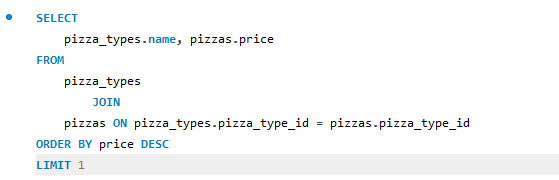 SELECT
    pizza_types.name, pizzas.price
FROM
    pizza_types
        JOIN
    pizzas ON pizza_types.pizza_type_id = pizzas.pizza_type_id
ORDER BY price DESC
LIMIT 1